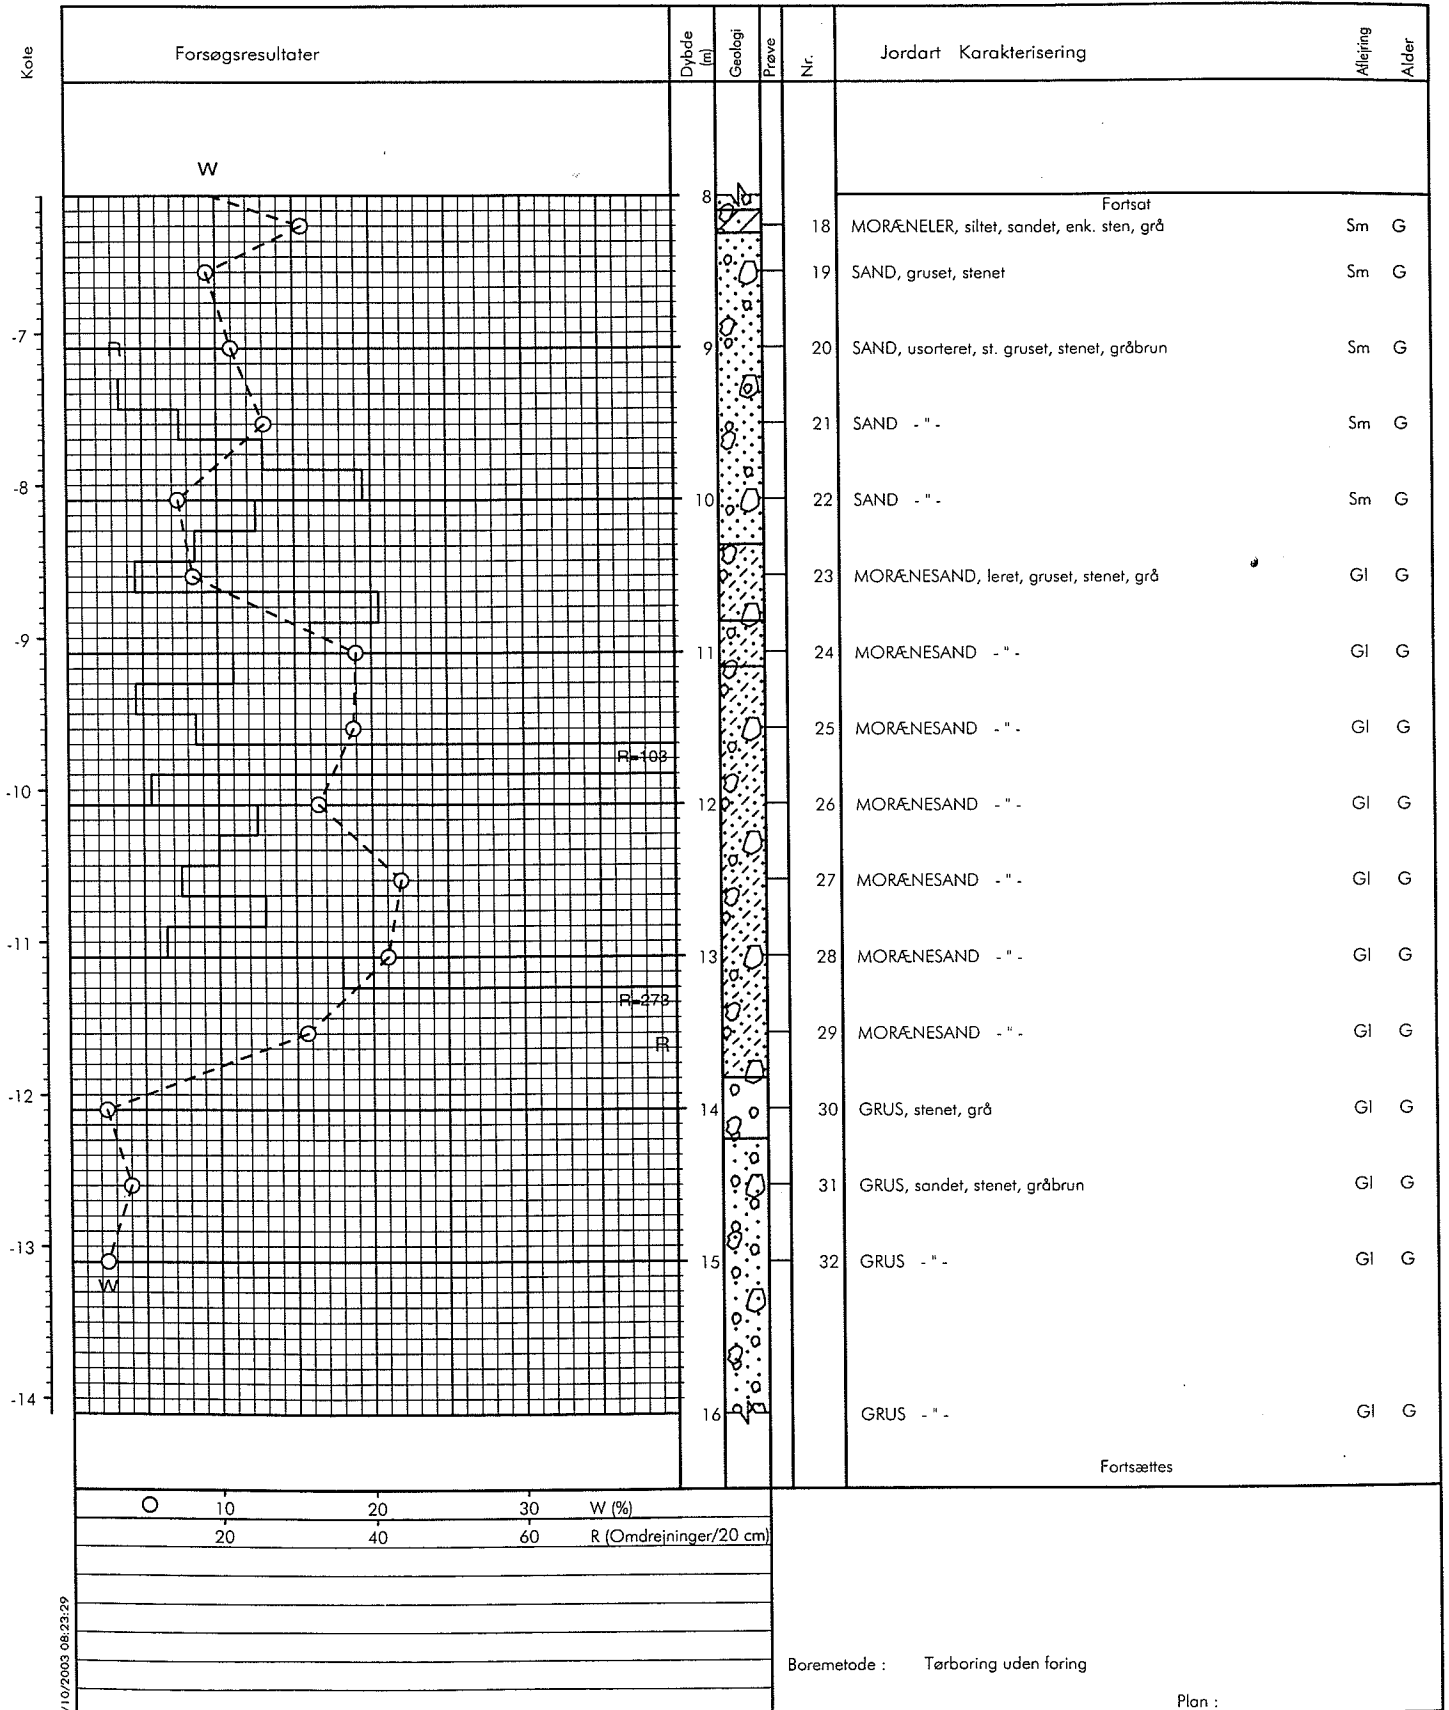 Kote
Forsøgsresultater
Dybde (m)
Geologi
Prøve
Nr.
Jordart Karakterisering
Aflejring
Alder
W
8
Fortsat
18 MORÆNELER, siltet, sandet, enk. sten, grå Sm G
19 SAND, gruset, stenet Sm G
-7
R
9
20 SAND, usorteret, st. gruset, stenet, gråbrun Sm G
21 SAND - " - Sm G
-8
10
22 SAND - " - Sm G
23 MORÆNESAND, leret, gruset, stenet, grå Gl G
-9
11
24 MORÆNESAND - " - Gl G
25 MORÆNESAND - " - Gl G
R=103
-10
12
26 MORÆNESAND - " - Gl G
27 MORÆNESAND - " - Gl G
-11
13
28 MORÆNESAND - " - Gl G
R=273
R
29 MORÆNESAND - " - Gl G
-12
14
30 GRUS, stenet, grå Gl G
31 GRUS, sandet, stenet, gråbrun Gl G
-13
15
32 GRUS - " - Gl G
W
-14
16
GRUS - " - Gl G
Fortsættes
10 20 30 W (%)
20 40 60 R (Omdrejninger/20 cm)
/10/2003 08:23:29
Boremetode : Tørboring uden foring
Plan :